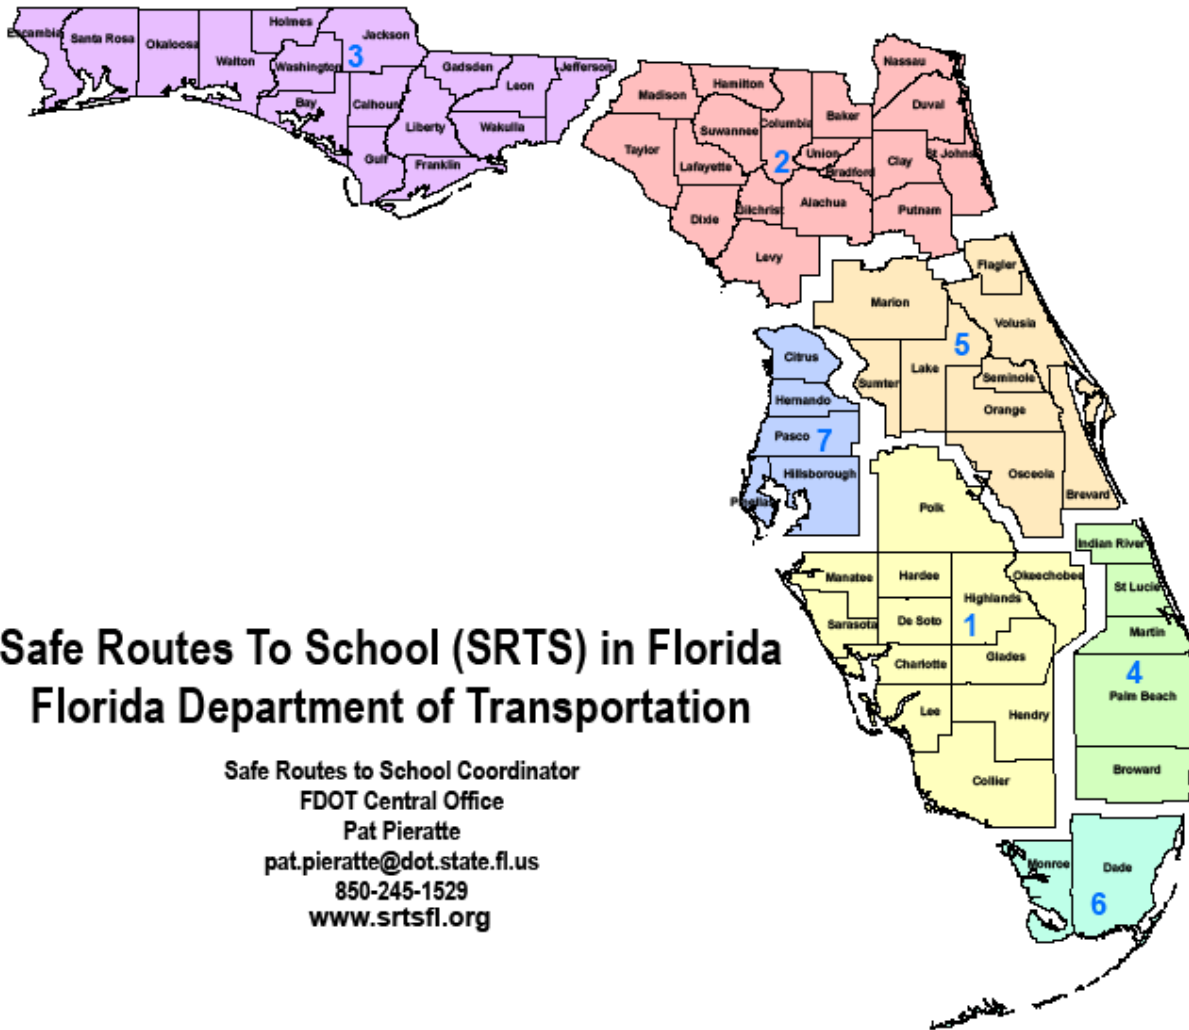 Escambia
Santa Rosa
Okaloosa
Walton
Holmes
Washington
Jackson
3
Bay
Calhoun
Gulf
Gadsden
Liberty
Franklin
Leon
Wakulla
Jefferson
Madison
Hamilton
Taylor
Suwannee
Lafayette
Columbia
2
Baker
Union
Bradford
Nassau
Duval
Clay
St Johns
Dixie
Gilchrist
Alachua
Putnam
Levy
Flagler
Marion
Volusia
5
Lake
Sumter
Seminole
Orange
Osceola
Brevard
Citrus
Hernando
Pasco
7
Hillsborough
Pinellas
Polk
Manatee
Hardee
Okeechobee
Highlands
Sarasota
De Soto
1
Charlotte
Glades
Lee
Hendry
Collier
Indian River
St Lucie
Martin
4
Palm Beach
Broward
Monroe
Dade
6
Safe Routes To School (SRTS) in Florida
Florida Department of Transportation
Safe Routes to School Coordinator
FDOT Central Office
Pat Pieratte
pat.pieratte@dot.state.fl.us
850-245-1529
www.srtsfl.org